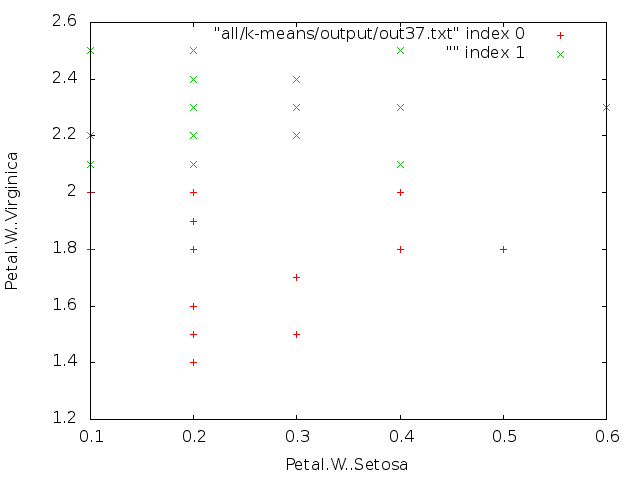 2.6
"all/k-means/output/out37.txt" index 0
"" index 1
2.4
2.2
2
1.8
1.6
1.4
1.2
0.1 0.2 0.3 0.4 0.5 0.6
Petal.W..Virginica
Petal.W..Setosa